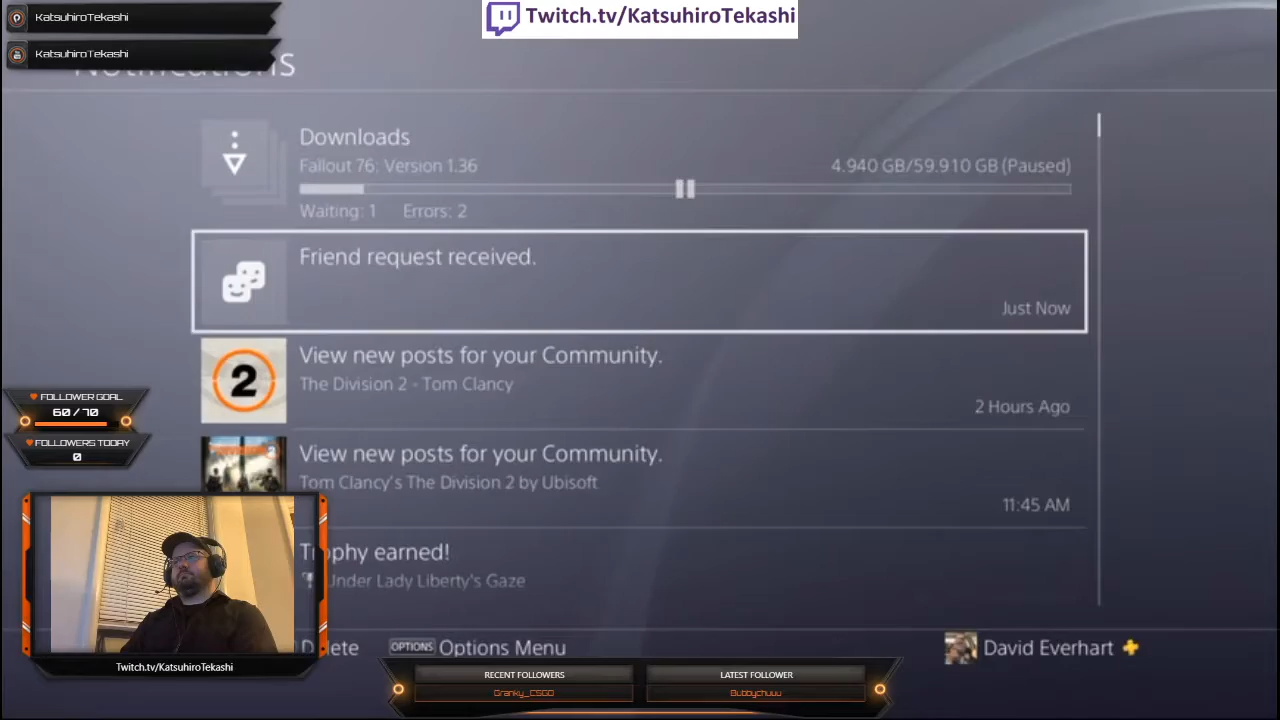 KatsuhiroTekashi
Twitch.tv/KatsuhiroTekashi
KatsuhiroTekashi
Notifications
Downloads
Fallout 76: Version 1.36
4.940 GB/59.910 GB (Paused)
Waiting: 1 Errors: 2
Friend request received.
Just Now
View new posts for your Community.
The Division 2 - Tom Clancy
2 Hours Ago
View new posts for your Community.
Tom Clancy's The Division 2 by Ubisoft
11:45 AM
Trophy earned!
Under Lady Liberty's Gaze
FOLLOWER GOAL
60/70
FOLLOWERS TODAY
0
2
Twitch.tv/KatsuhiroTekashi
Delete
OPTIONS Options Menu
David Everhart
RECENT FOLLOWERS
Granky_CSGO
LATEST FOLLOWER
Bubbychuuu